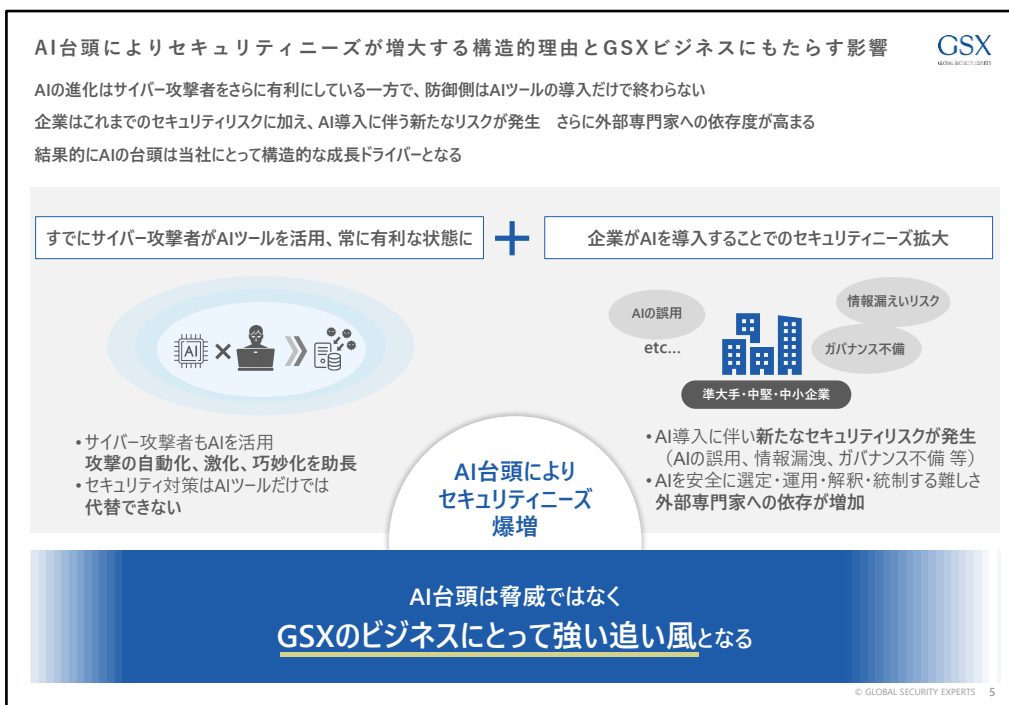 AI台頭によりセキュリティニーズが増大する構造的理由とGSXビジネスにもたらす影響
GSX
GLOBAL SECURITY EXPERTS
AIの進化はサイバー攻撃者をさらに有利にしている一方で、防御側はAIツールの導入だけで終わらない
企業はこれまでのセキュリティリスクに加え、AI導入に伴う新たなリスクが発生　さらに外部専門家への依存度が高まる
結果的にAIの台頭は当社にとって構造的な成長ドライバーとなる
すでにサイバー攻撃者がAIツールを活用、常に有利な状態に
企業がAIを導入することでのセキュリティニーズ拡大
AI
AIの誤用
etc...
情報漏えいリスク
ガバナンス不備
準大手・中堅・中小企業
•サイバー攻撃者もAIを活用
攻撃の自動化、激化、巧妙化を助長
•セキュリティ対策はAIツールだけでは
代替できない
•AI導入に伴い新たなセキュリティリスクが発生
（AIの誤用、情報漏洩、ガバナンス不備 等）
•AIを安全に選定・運用・解釈・統制する難しさ
外部専門家への依存が増加
AI台頭により
セキュリティニーズ
爆増
AI台頭は脅威ではなく
GSXのビジネスにとって強い追い風となる
© GLOBAL SECURITY EXPERTS 5